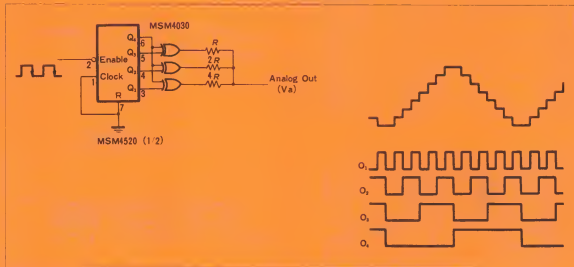 MSM4030
Q₄
6
Q₃
5
Q₂
4
Q₁
3
2
Enable
1
Clock
R
7
R
2R
4R
Analog Out
(Va)
MSM4520 (1/2)
Q₁
Q₂
Q₃
Q₄